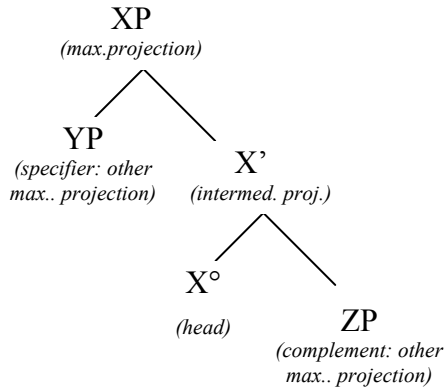 XP
(max.projection)
YP
(specifier: other
max.. projection)
X’
(intermed. proj.)
X°
(head)
ZP
(complement: other
max.. projection)